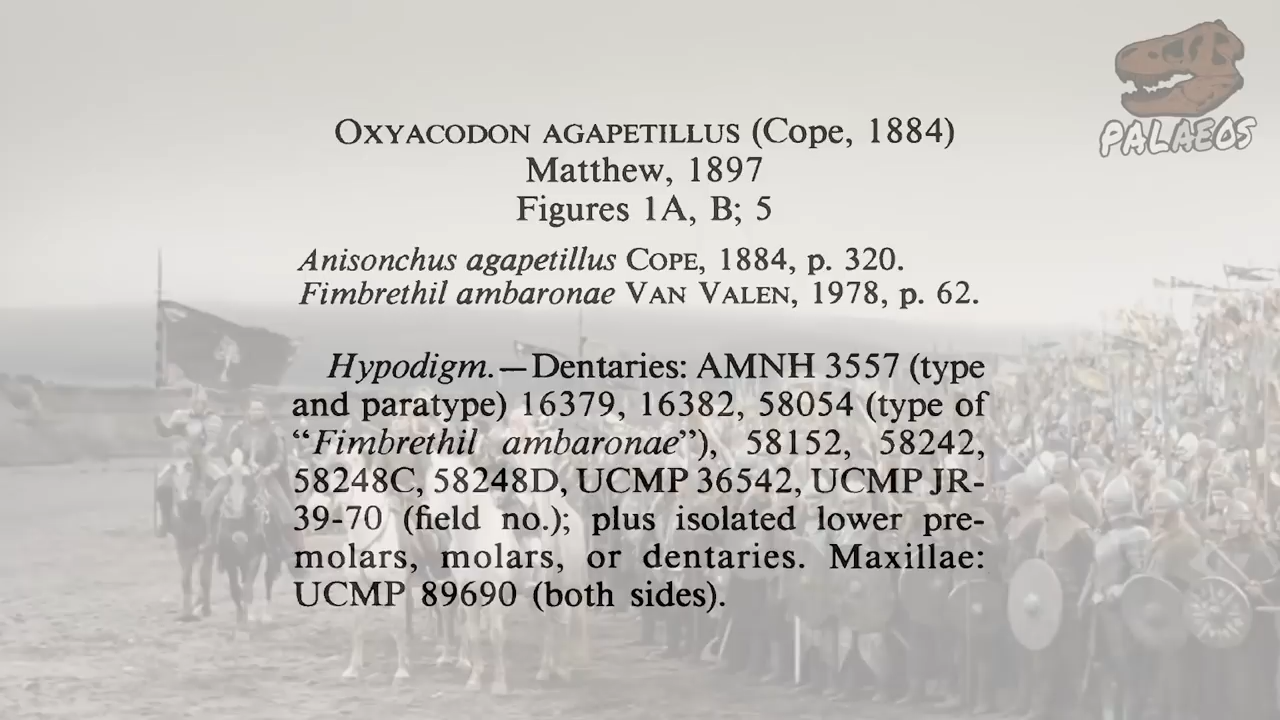 PALAEOS
OXYACODON AGAPETILLUS (Cope, 1884)
Matthew, 1897
Figures 1A, B; 5
Anisonchus agapetillus COPE, 1884, p. 320.
Fimbrethil ambaronae VAN VALEN, 1978, p. 62.
Hypodigm.—Dentaries: AMNH 3557 (type
and paratype) 16379, 16382, 58054 (type of
“Fimbrethil ambaronae”), 58152, 58242,
58248C, 58248D, UCMP 36542, UCMP JR-
39-70 (field no.); plus isolated lower pre-
molars, molars, or dentaries. Maxillae:
UCMP 89690 (both sides).